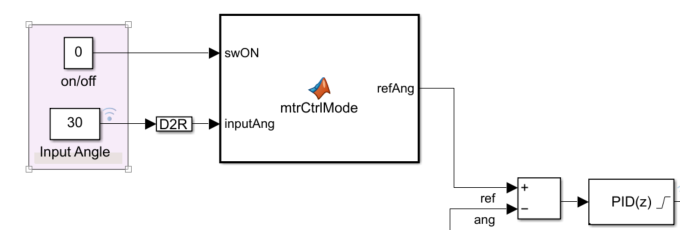 0
on/off
30
Input Angle
D2R
swON
inputAng
mtrCtrlMode
refAng
ref
ang
+
−
PID(z)